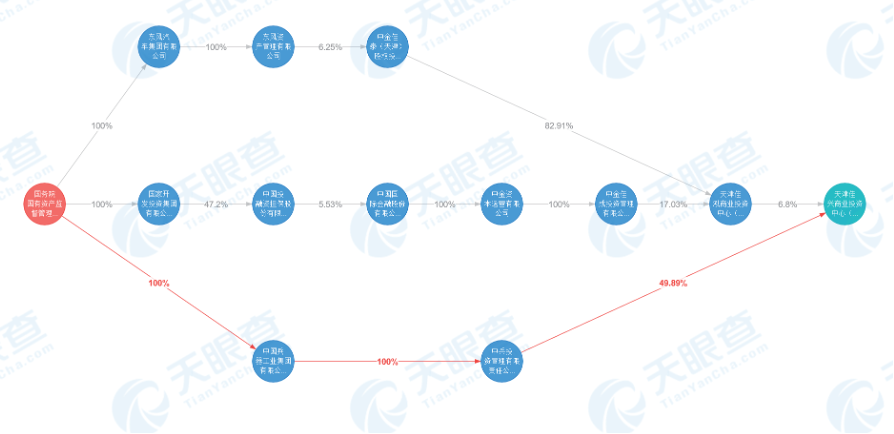 东风汽
车集团有限
公司
100%
东风资
产管理有限
公司
6.25%
中金佳
泰（天津）
100%
82.91%
国务院
国有资产监
督管理...
100%
国家开
发投资集团
有限公...
47.2%
中国投
融资担保股
份有限...
5.53%
中国国
际金融股份
有限公...
100%
中金资
本运营有限
公司
100%
中金佳
成投资管理
有限公...
17.03%
天津佳
成商业投资
中心（...
6.8%
天津佳
兴商业投资
中心（...
100%
49.89%
中国兵
器工业集团
有限公...
100%
中兵投
资管理有限
责任公...
天眼查
TianYanCha.com